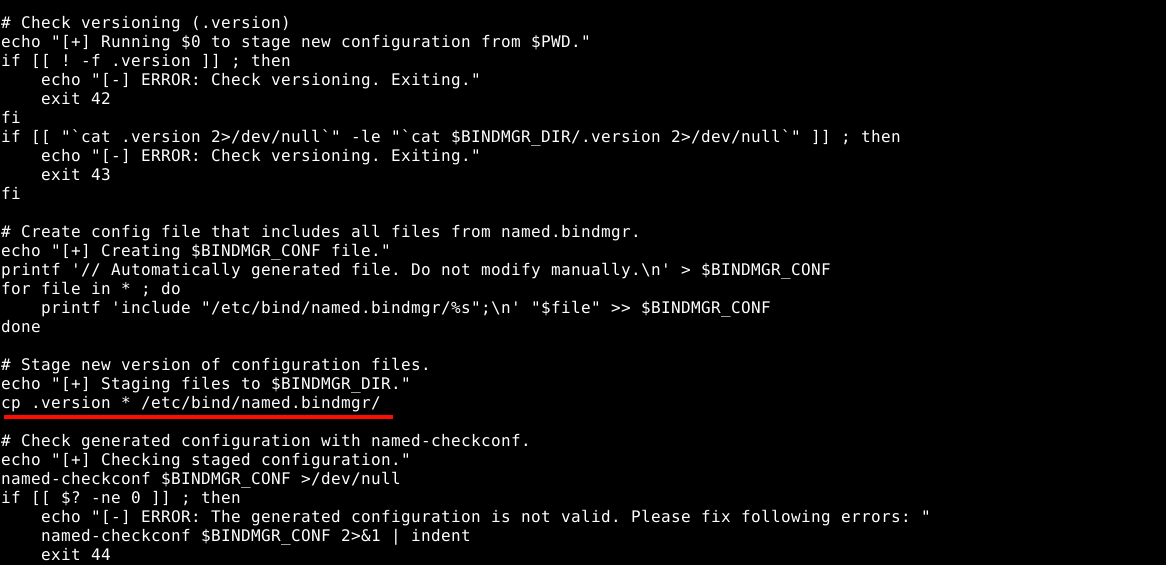 # Check versioning (.version)
echo "[+] Running $0 to stage new configuration from $PWD."
if [[ ! -f .version ]] ; then
    echo "[-] ERROR: Check versioning. Exiting."
    exit 42
fi
if [[ "`cat .version 2>/dev/null`" -le "`cat $BINDMGR_DIR/.version 2>/dev/null`" ]] ; then
    echo "[-] ERROR: Check versioning. Exiting."
    exit 43
fi

# Create config file that includes all files from named.bindmgr.
echo "[+] Creating $BINDMGR_CONF file."
printf '// Automatically generated file. Do not modify manually.\n' > $BINDMGR_CONF
for file in * ; do
    printf 'include "/etc/bind/named.bindmgr/%s";\n' "$file" >> $BINDMGR_CONF
done

# Stage new version of configuration files.
echo "[+] Staging files to $BINDMGR_DIR."
cp .version * /etc/bind/named.bindmgr/

# Check generated configuration with named-checkconf.
echo "[+] Checking staged configuration."
named-checkconf $BINDMGR_CONF >/dev/null
if [[ $? -ne 0 ]] ; then
    echo "[-] ERROR: The generated configuration is not valid. Please fix following errors: "
    named-checkconf $BINDMGR_CONF 2>&1 | indent
    exit 44